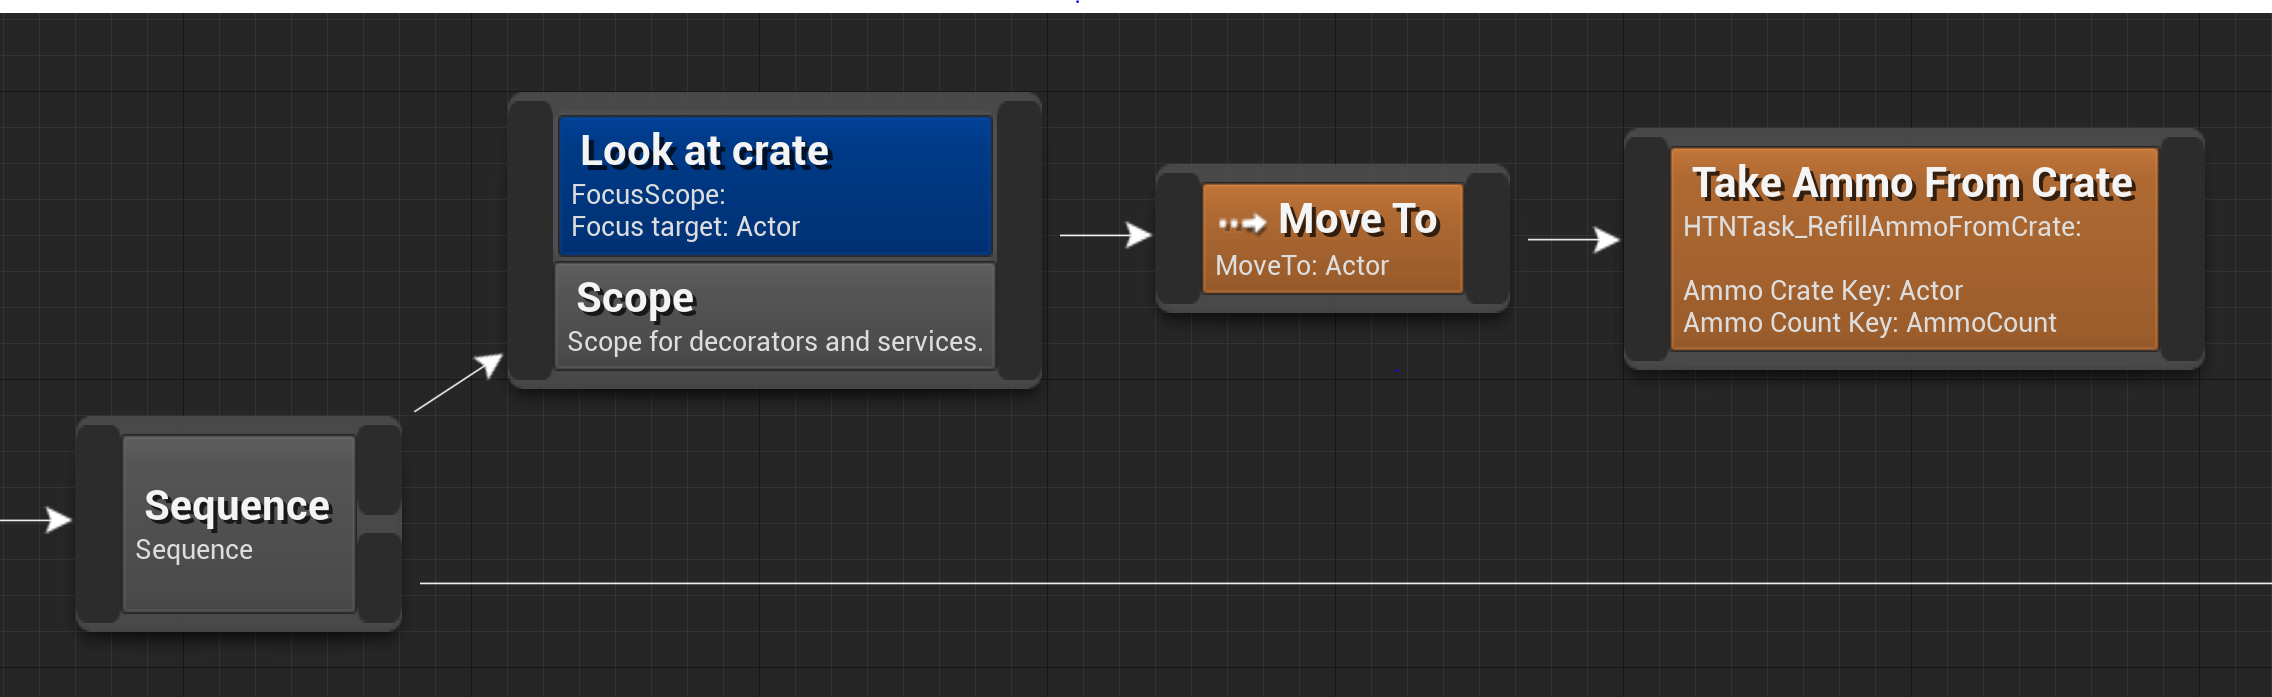 Look at crate
FocusScope:
Focus target: Actor
Scope
Scope for decorators and services.
Move To
MoveTo: Actor
Take Ammo From Crate
HTNTask_RefillAmmoFromCrate:
Ammo Crate Key: Actor
Ammo Count Key: AmmoCount
Sequence
Sequence